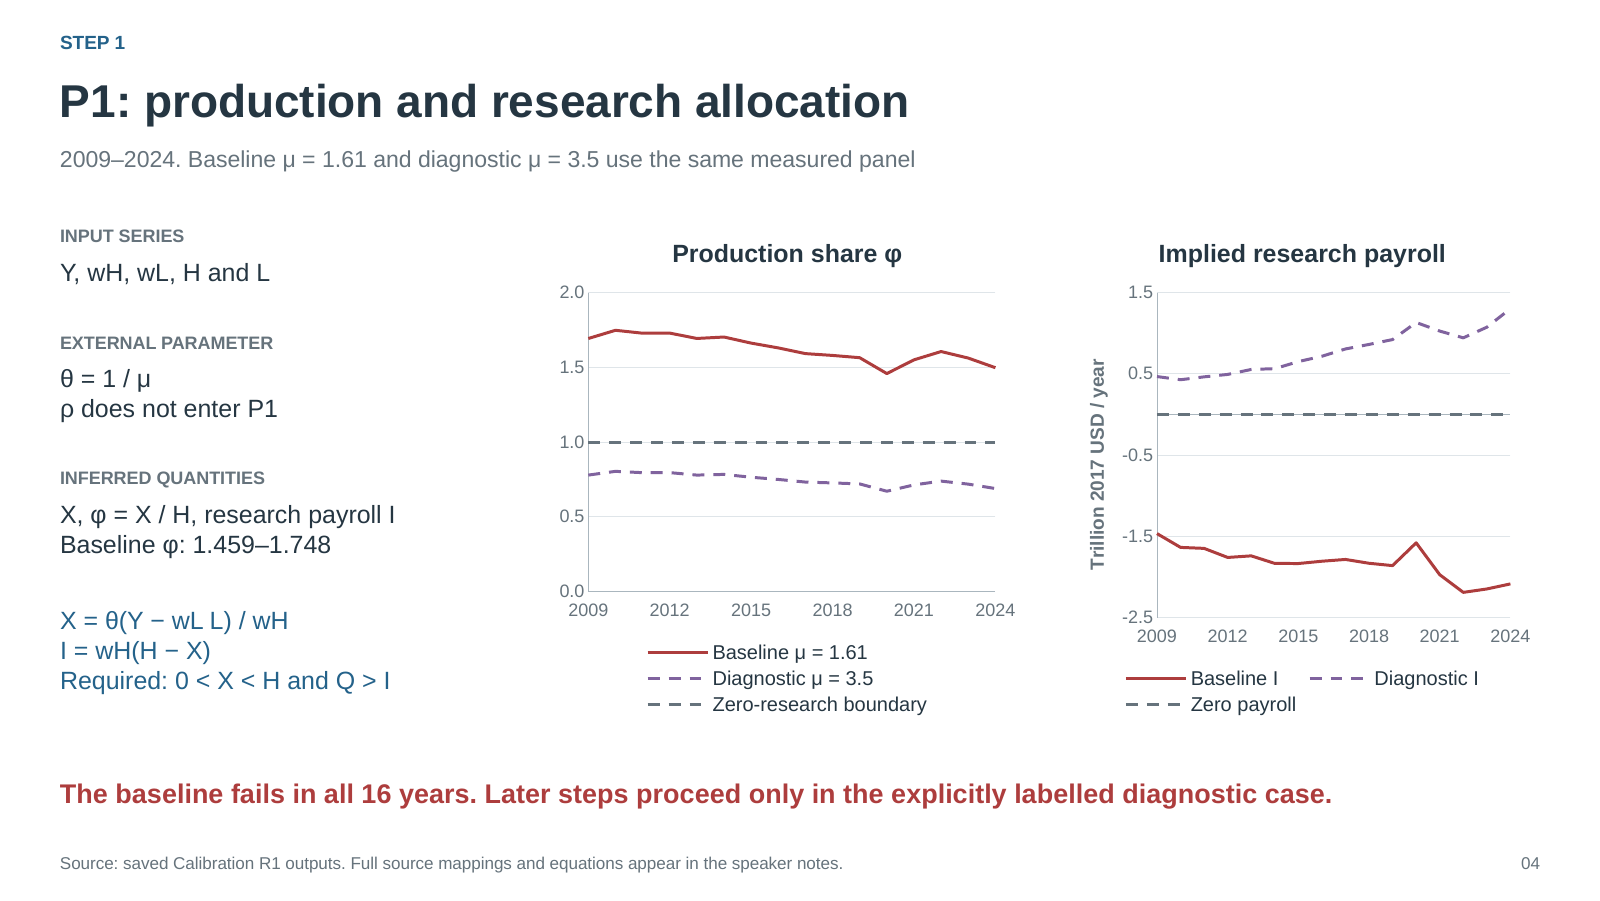 STEP 1
P1: production and research allocation
2009–2024. Baseline μ = 1.61 and diagnostic μ = 3.5 use the same measured panel
INPUT SERIES
Y, wH, wL, H and L
EXTERNAL PARAMETER
θ = 1 / μ
ρ does not enter P1
INFERRED QUANTITIES
X, φ = X / H, research payroll I
Baseline φ: 1.459–1.748
X = θ(Y − wL L) / wH
I = wH(H − X)
Required: 0 < X < H and Q > I
Production share φ
2.0
1.5
1.0
0.5
0.0
2009 2012 2015 2018 2021 2024
Baseline μ = 1.61
Diagnostic μ = 3.5
Zero-research boundary
Implied research payroll
Trillion 2017 USD / year
1.5
0.5
-0.5
-1.5
-2.5
2009 2012 2015 2018 2021 2024
Baseline I Diagnostic I
Zero payroll
The baseline fails in all 16 years. Later steps proceed only in the explicitly labelled diagnostic case.
Source: saved Calibration R1 outputs. Full source mappings and equations appear in the speaker notes.
04